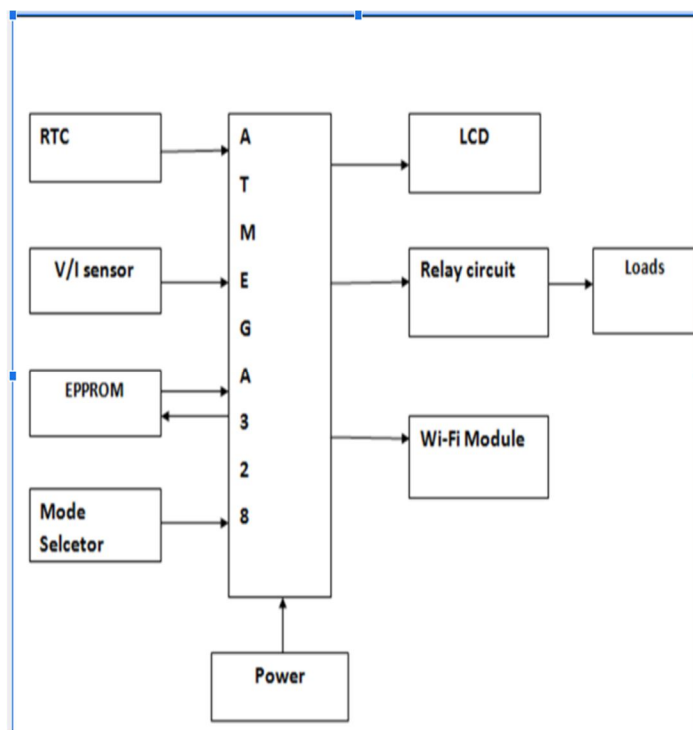 RTC
V/I sensor
EPPROM
Mode
Selcetor
A
T
M
E
G
A
3
2
8
LCD
Relay circuit
Loads
Wi-Fi Module
Power